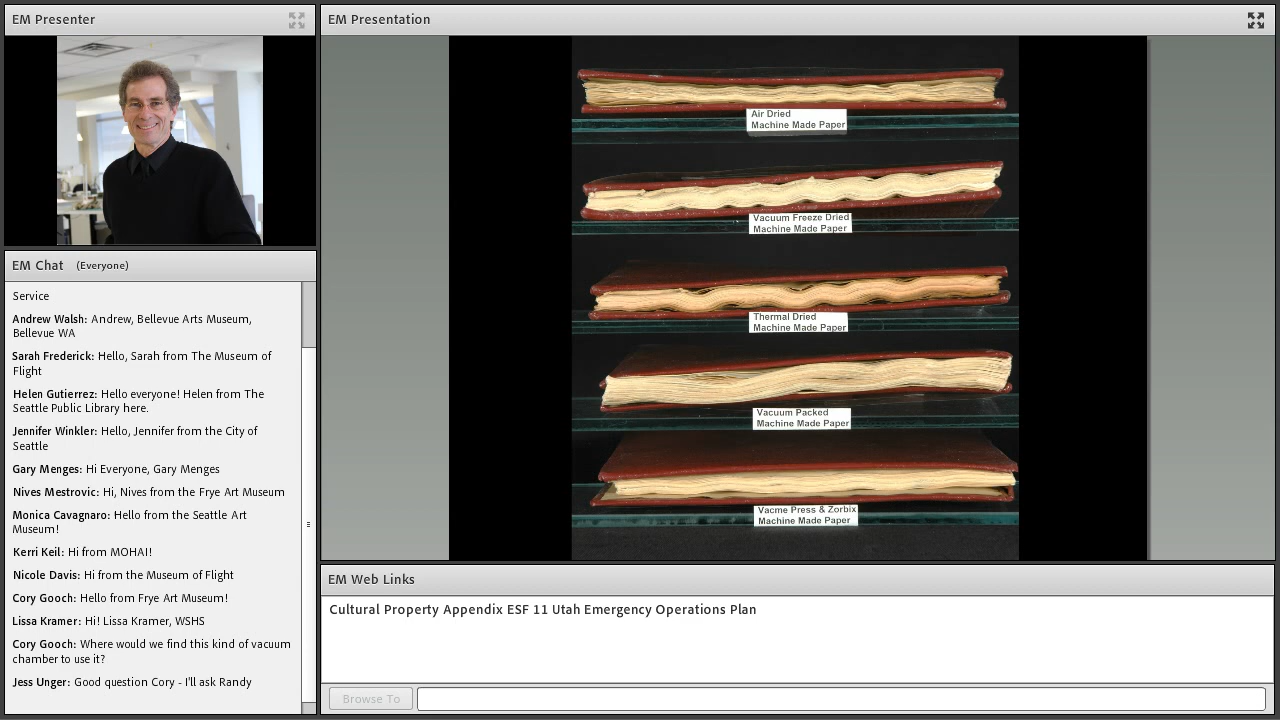 EM Presenter
EM Chat (Everyone)
Service
Andrew Walsh: Andrew, Bellevue Arts Museum,
Bellevue WA
Sarah Frederick: Hello, Sarah from The Museum of
Flight
Helen Gutierrez: Hello everyone! Helen from The
Seattle Public Library here.
Jennifer Winkler: Hello, Jennifer from the City of
Seattle
Gary Menges: Hi Everyone, Gary Menges
Nives Mestrovic: Hi, Nives from the Frye Art Museum
Monica Cavagnaro: Hello from the Seattle Art
Museum!
Kerri Keil: Hi from MOHAI!
Nicole Davis: Hi from the Museum of Flight
Cory Gooch: Hello from Frye Art Museum!
Lissa Kramer: Hi! Lissa Kramer, WSHS
Cory Gooch: Where would we find this kind of vacuum
chamber to use it?
Jess Unger: Good question Cory - I'll ask Randy
EM Presentation
Air Dried
Machine Made Paper
Vacuum Freeze Dried
Machine Made Paper
Thermal Dried
Machine Made Paper
Vacuum Packed
Machine Made Paper
Vacme Press & Zorbix
Machine Made Paper
EM Web Links
Cultural Property Appendix ESF 11 Utah Emergency Operations Plan
Browse To